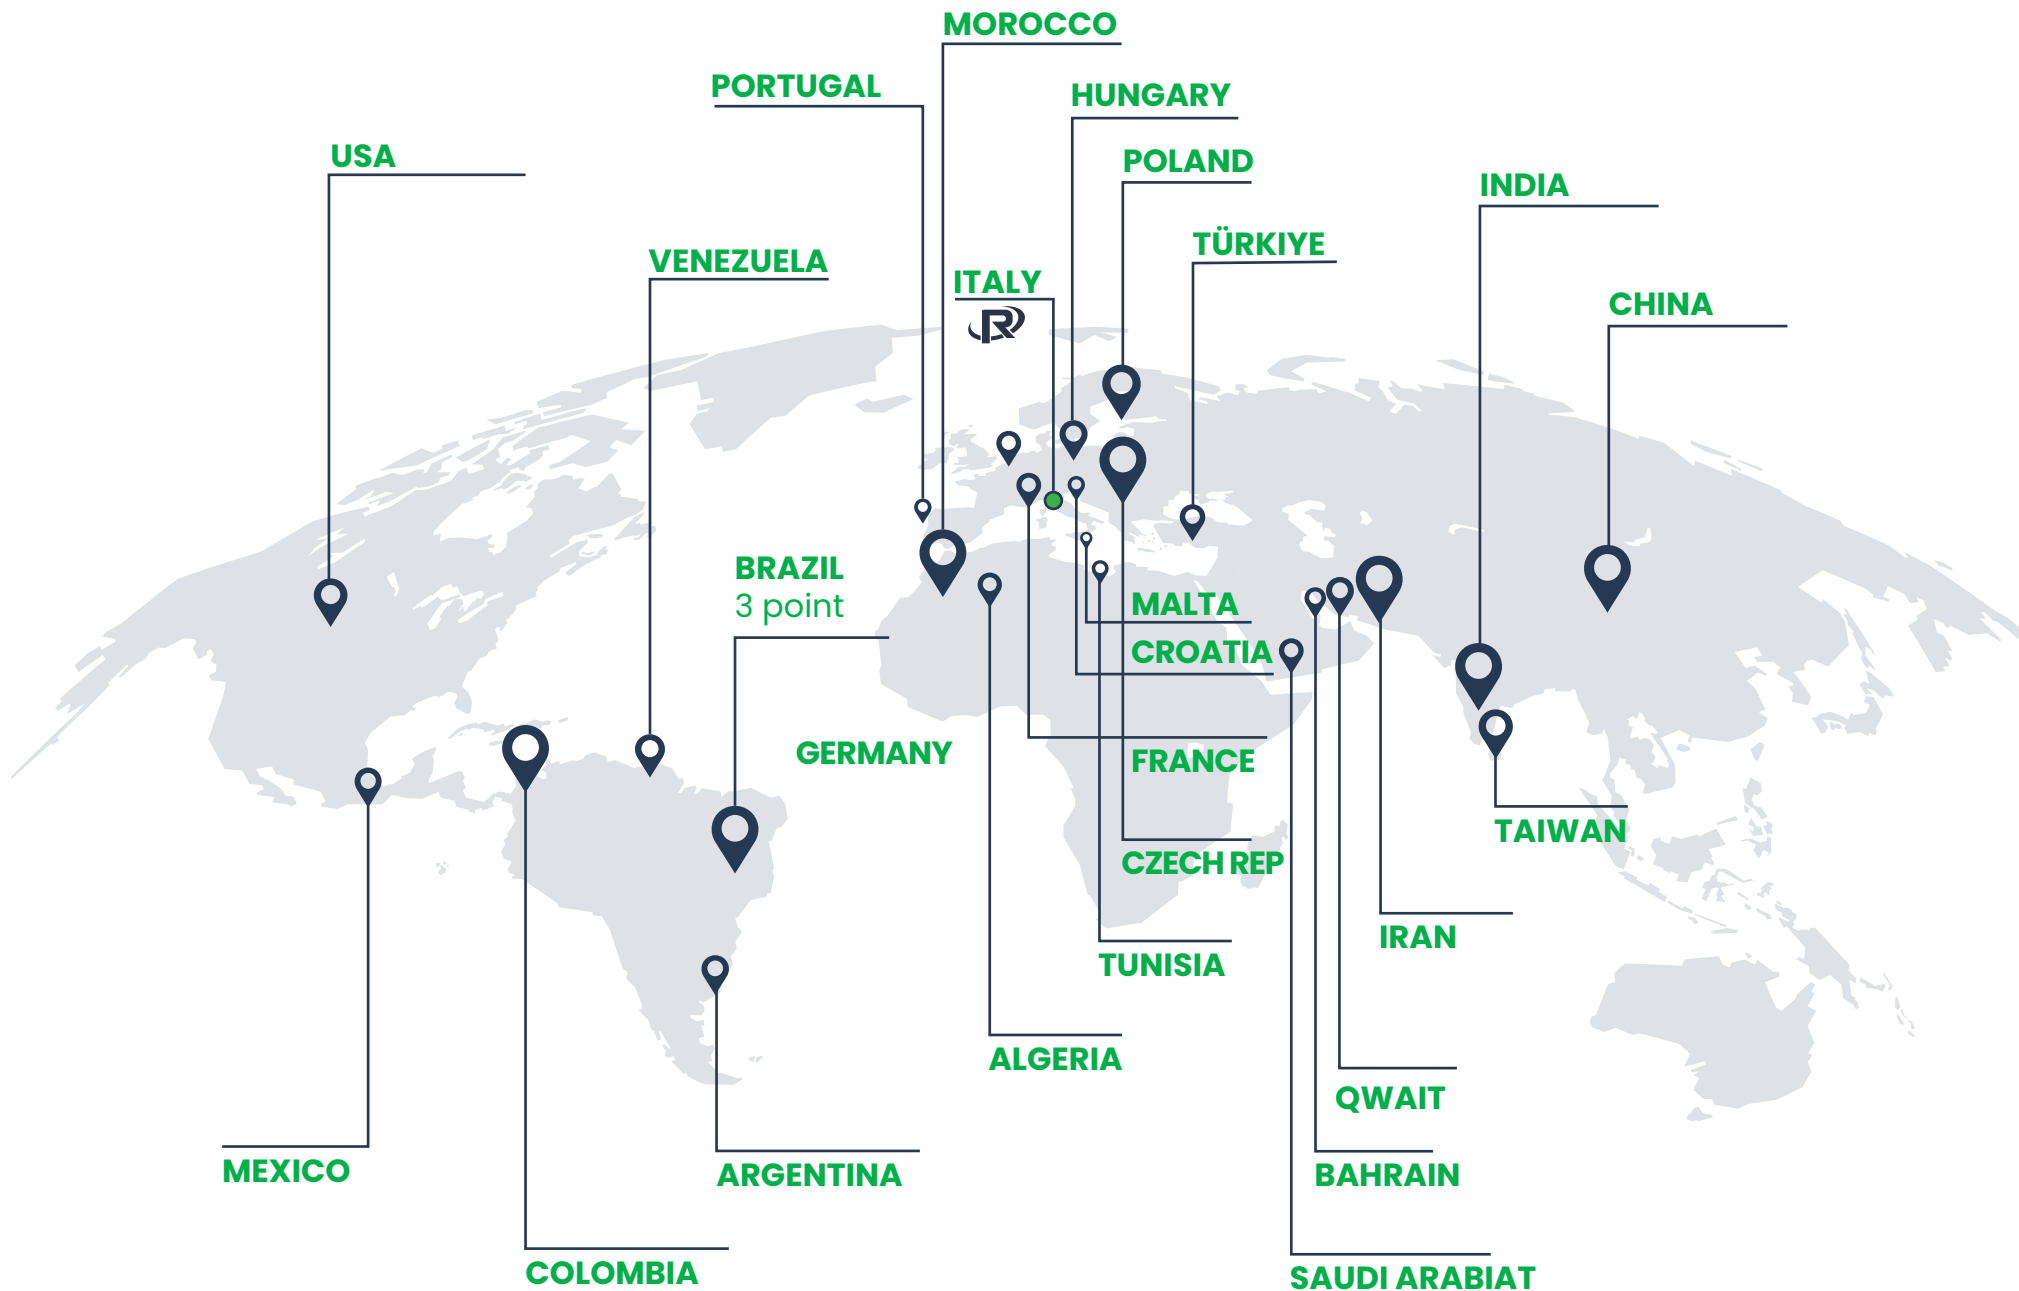 MOROCCO
PORTUGAL
HUNGARY
USA
POLAND
INDIA
TÜRKIYE
VENEZUELA
ITALY
R
CHINA
BRAZIL
3 point
MALTA
CROATIA
GERMANY
FRANCE
TAIWAN
CZECH REP
IRAN
TUNISIA
ALGERIA
QWAIT
MEXICO
ARGENTINA
BAHRAIN
COLOMBIA
SAUDI ARABIAT